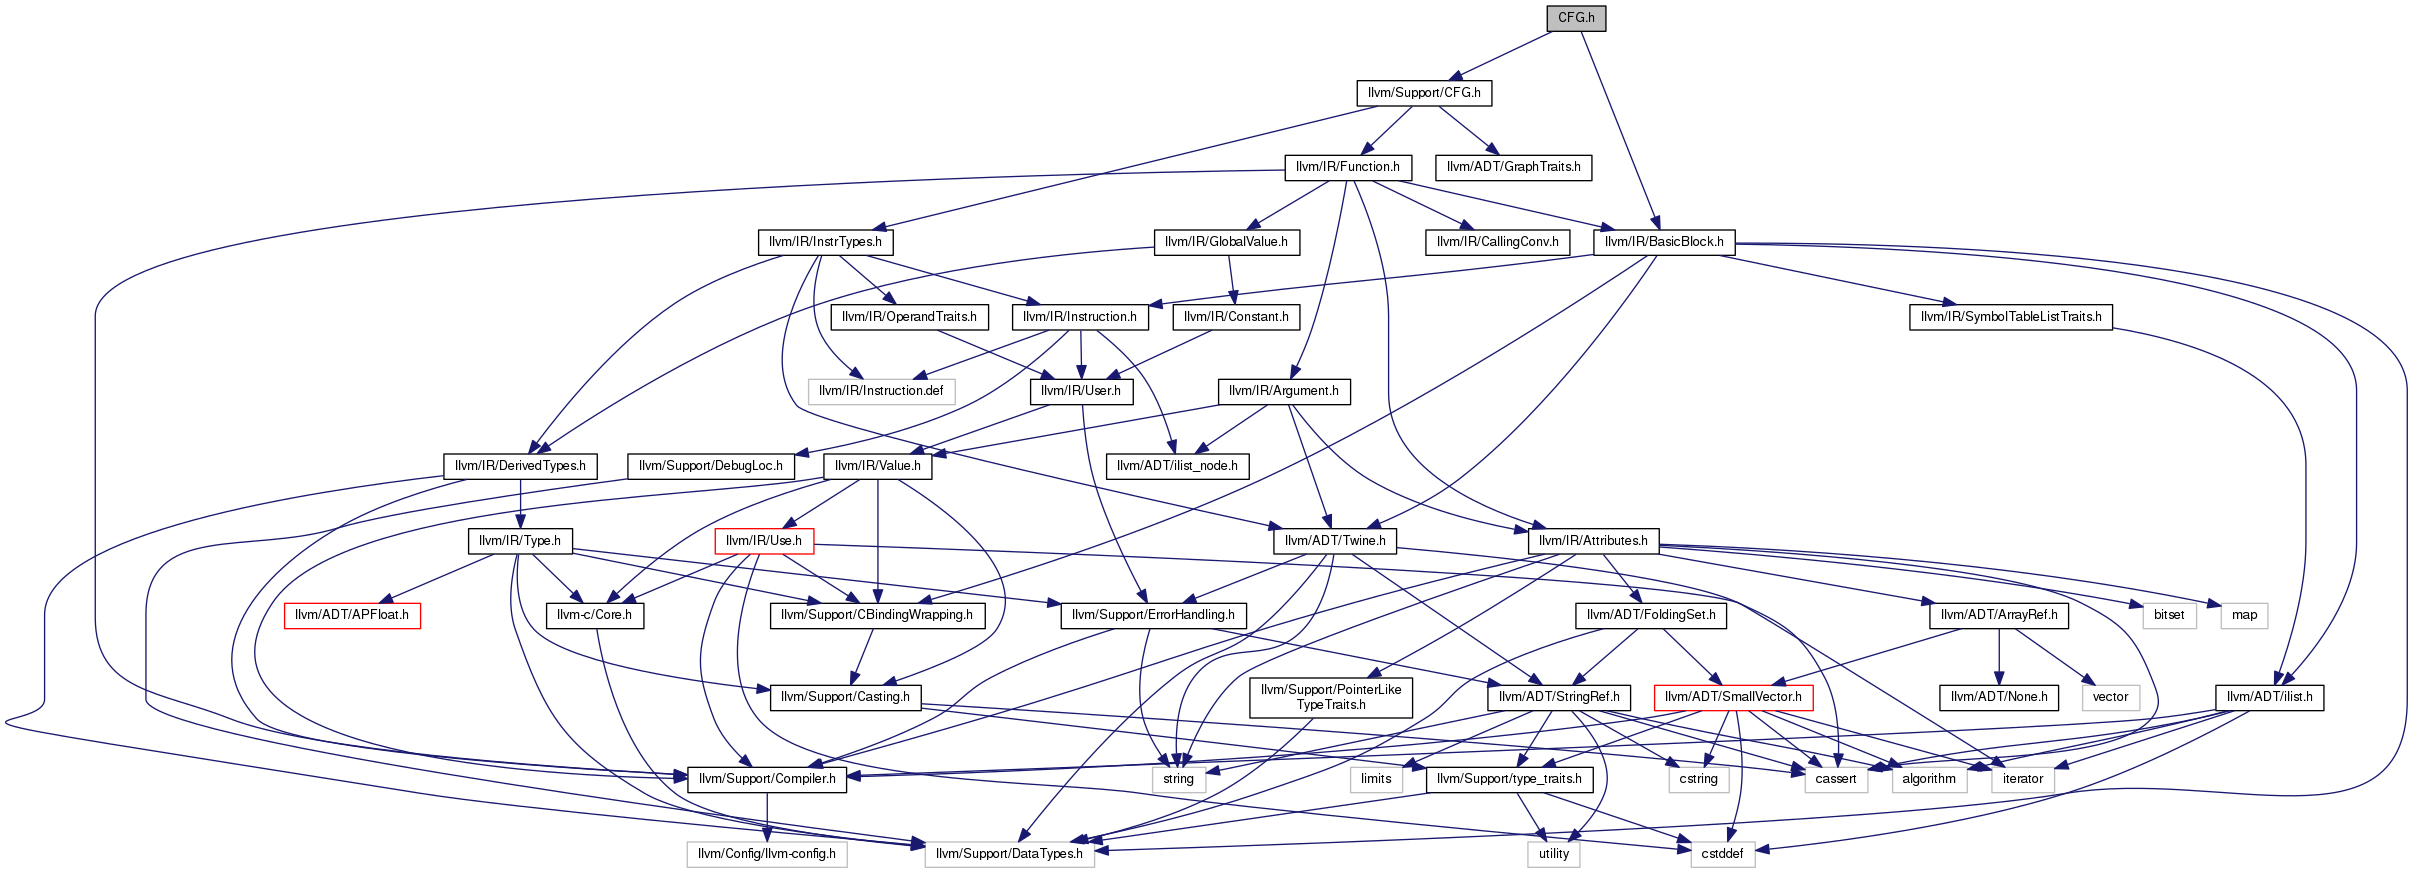 CFG.h
llvm/Support/CFG.h
llvm/IR/Function.h
llvm/ADT/GraphTraits.h
llvm/IR/InstrTypes.h
llvm/IR/GlobalValue.h
llvm/IR/CallingConv.h
llvm/IR/BasicBlock.h
llvm/IR/OperandTraits.h
llvm/IR/Instruction.h
llvm/IR/Constant.h
llvm/IR/SymbolTableListTraits.h
llvm/IR/Instruction.def
llvm/IR/User.h
llvm/IR/Argument.h
llvm/IR/DerivedTypes.h
llvm/Support/DebugLoc.h
llvm/IR/Value.h
llvm/ADT/ilist_node.h
llvm/IR/Type.h
llvm/IR/Use.h
llvm/ADT/Twine.h
llvm/IR/Attributes.h
llvm/ADT/APFloat.h
llvm-c/Core.h
llvm/Support/CBindingWrapping.h
llvm/Support/ErrorHandling.h
llvm/ADT/FoldingSet.h
llvm/ADT/ArrayRef.h
bitset
map
llvm/Support/Casting.h
llvm/Support/PointerLike
TypeTraits.h
llvm/ADT/StringRef.h
llvm/ADT/SmallVector.h
llvm/ADT/None.h
vector
llvm/ADT/ilist.h
llvm/Support/Compiler.h
string
limits
llvm/Support/type_traits.h
cstring
cassert
algorithm
iterator
llvm/Config/llvm-config.h
llvm/Support/DataTypes.h
utility
cstddef